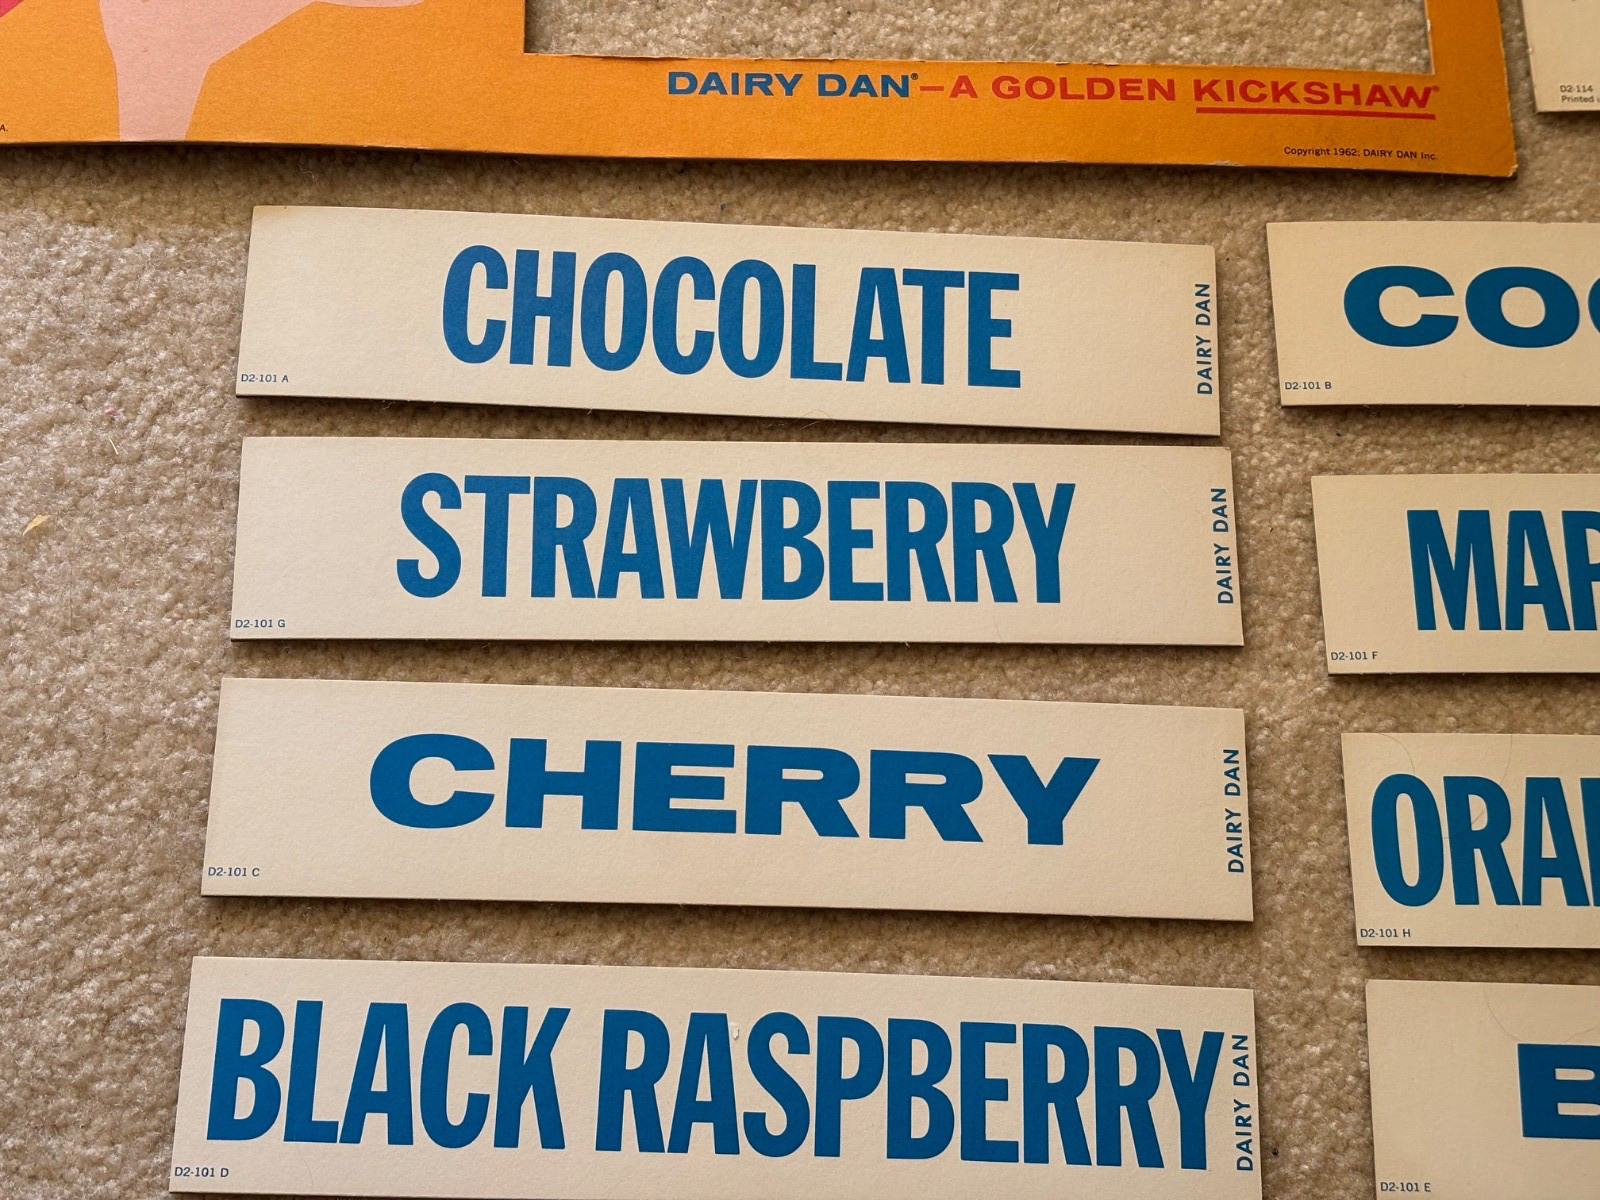 A.
DAIRY DAN®—A GOLDEN KICKSHAW®
Copyright 1962, DAIRY DAN Inc.
D2-114
Printed
CHOCOLATE
DAIRY DAN
D2-101 A
CO
D2-101 B
STRAWBERRY
DAIRY DAN
D2-101 G
MAP
D2-101 F
CHERRY
DAIRY DAN
D2-101 C
ORA
D2-101 H
BLACK RASPBERRY
DAIRY DAN
D2-101 D
B
D2-101 E